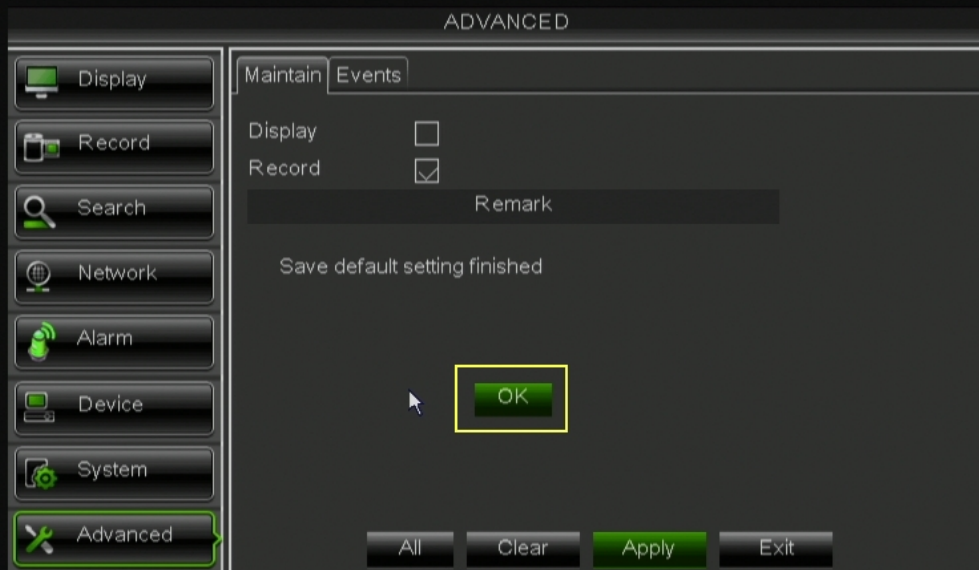 ADVANCED
Display
Record
Search
Network
Alarm
Device
System
Advanced
Maintain Events
Display
Record
Remark
Save default setting finished
OK
All Clear Apply Exit